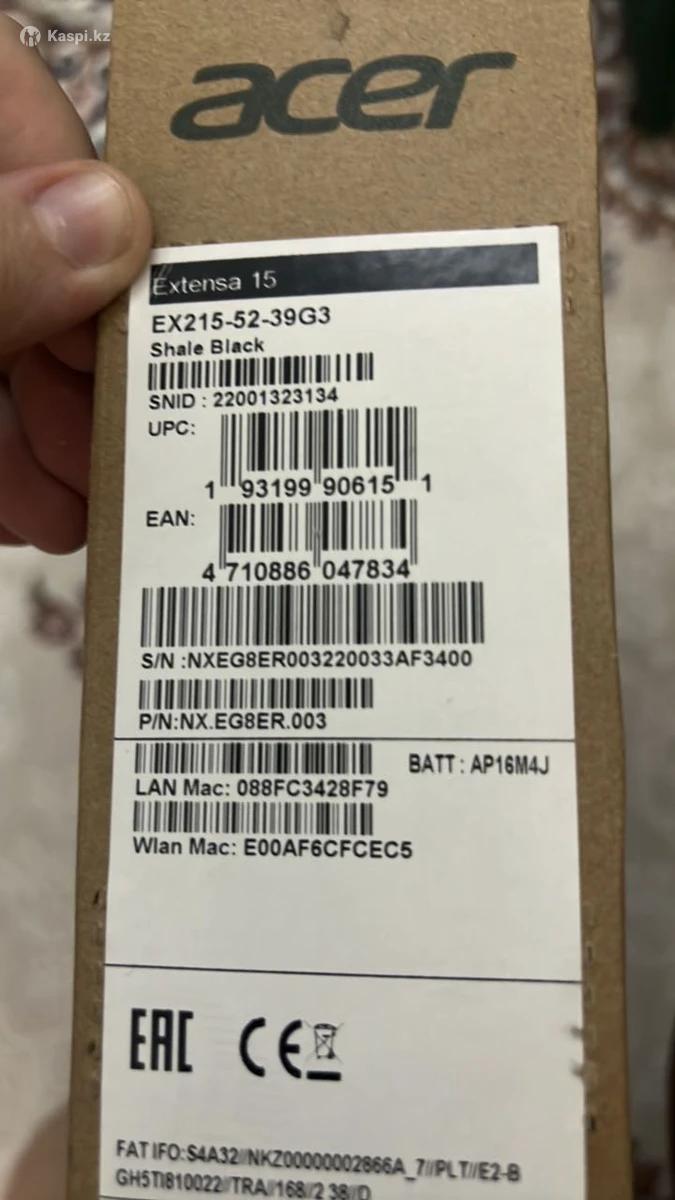 Kaspi.kz
acer
Extensa 15
EX215-52-39G3
Shale Black
SNID : 22001323134
UPC:
1 93199 90615 1
EAN:
4 710886 047834
S/N :NXEG8ER003220033AF3400
P/N:NX.EG8ER.003
BATT : AP16M4J
LAN Mac: 088FC3428F79
Wlan Mac: E00AF6CFCEC5
EAC CE
FAT IFO:S4A32//NKZ00000002866A_7//PLT//E2-B
GH5TI810022//TRA//168//2.38//D